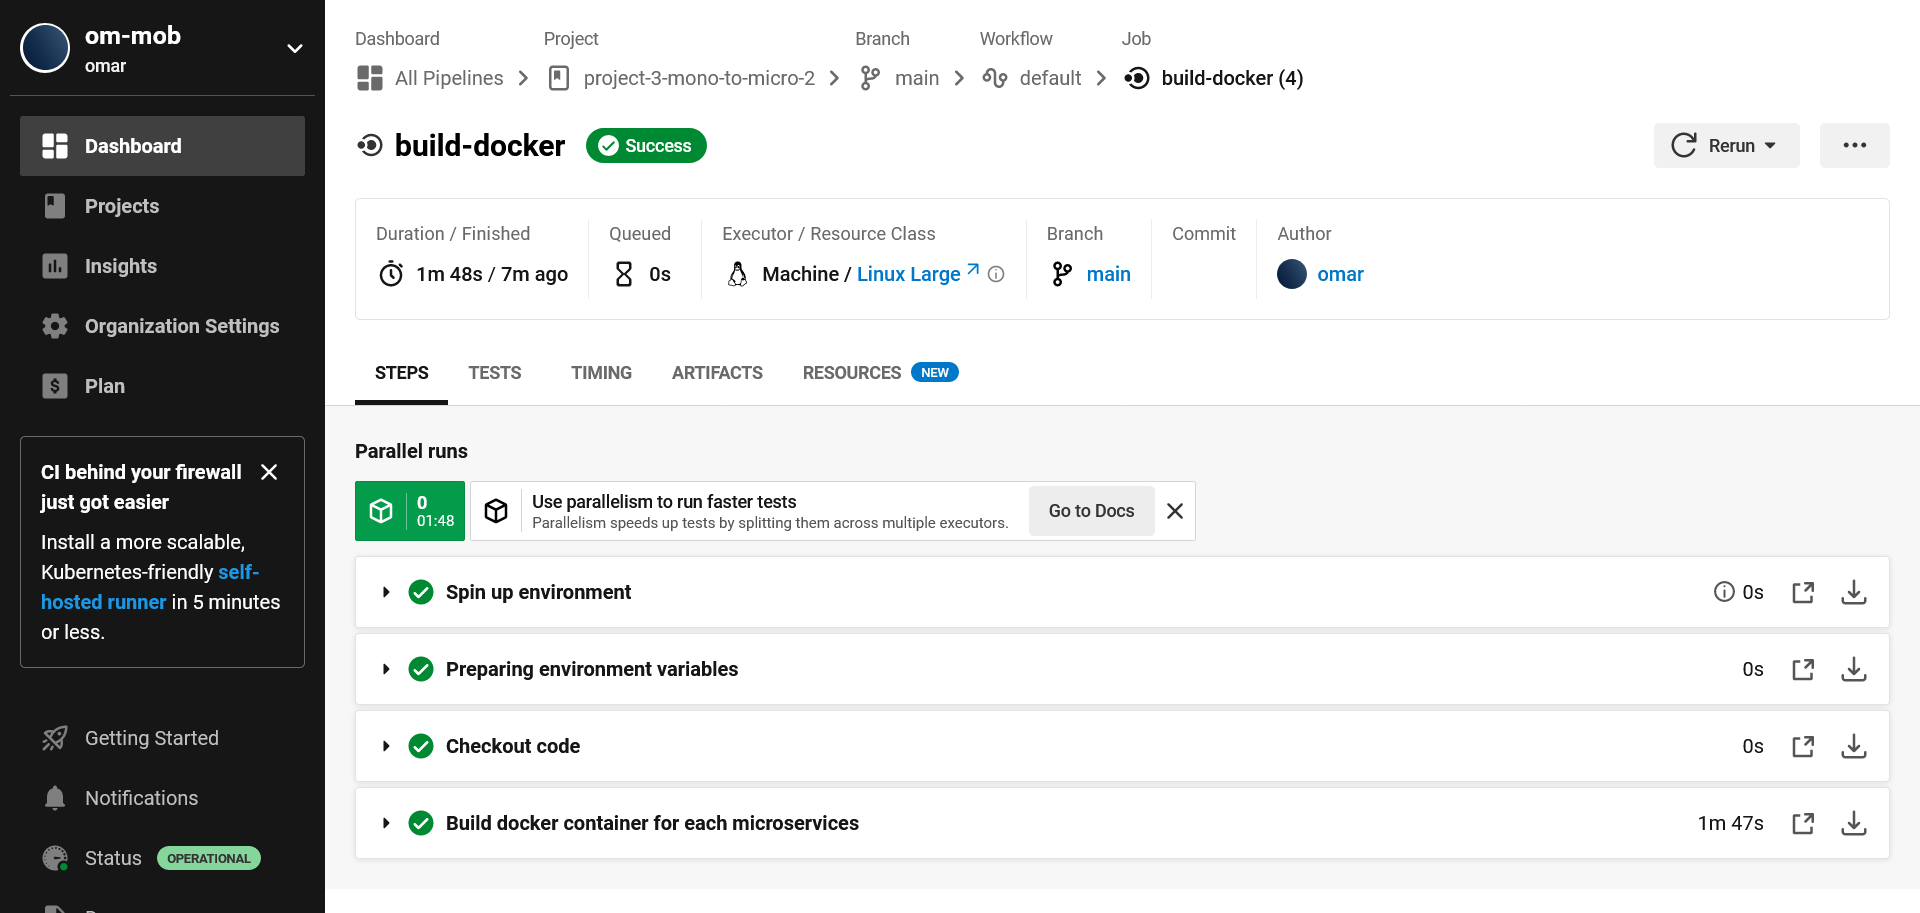 om-mob
omar
Dashboard
Projects
Insights
Organization Settings
Plan
CI behind your firewall
just got easier
Install a more scalable,
Kubernetes-friendly self-
hosted runner in 5 minutes
or less.
Getting Started
Notifications
Status OPERATIONAL
Dashboard Project Branch Workflow Job
All Pipelines project-3-mono-to-micro-2 main default build-docker (4)
build-docker Success Rerun
Duration / Finished Queued Executor / Resource Class Branch Commit Author
1m 48s / 7m ago 0s Machine / Linux Large main omar
STEPS TESTS TIMING ARTIFACTS RESOURCES NEW
Parallel runs
0
01:48
Use parallelism to run faster tests
Parallelism speeds up tests by splitting them across multiple executors.
Go to Docs
Spin up environment 0s
Preparing environment variables 0s
Checkout code 0s
Build docker container for each microservices 1m 47s